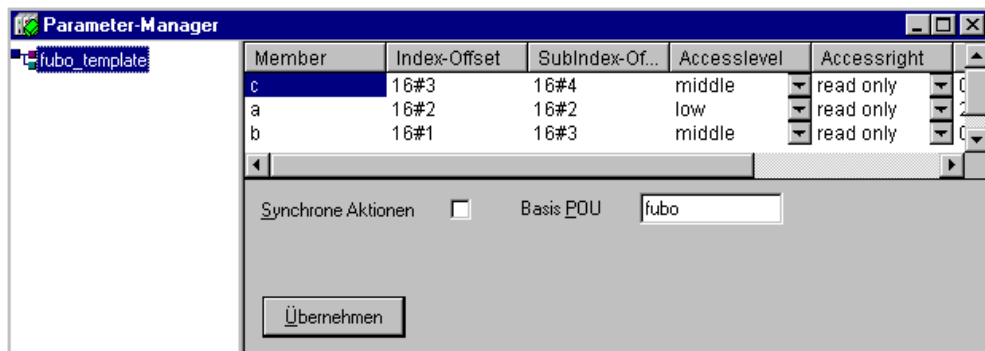 Parameter-Manager
fubo_template
Member Index-Offset SubIndex-Of... Accesslevel Accessright
c 16#3 16#4 middle read only
a 16#2 16#2 low read only 2
b 16#1 16#3 middle read only
Synchrone Aktionen Basis POU fubo
Übernehmen